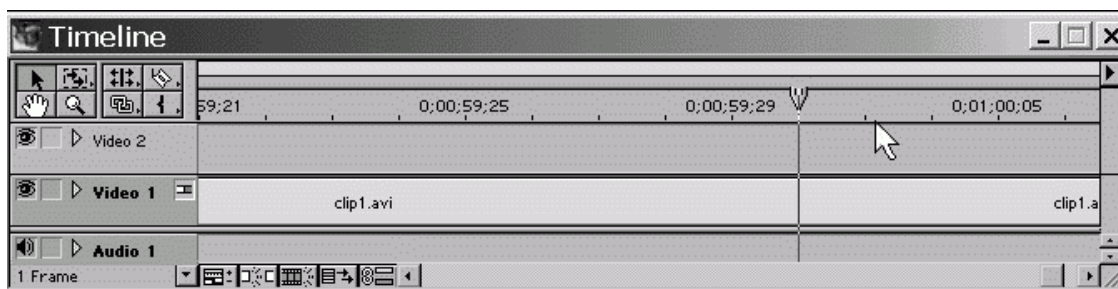 Timeline
59;21 0;00;59;25 0;00;59;29 0;01;00;05
Video 2
Video 1
clip1.avi clip1.a
Audio 1
1 Frame